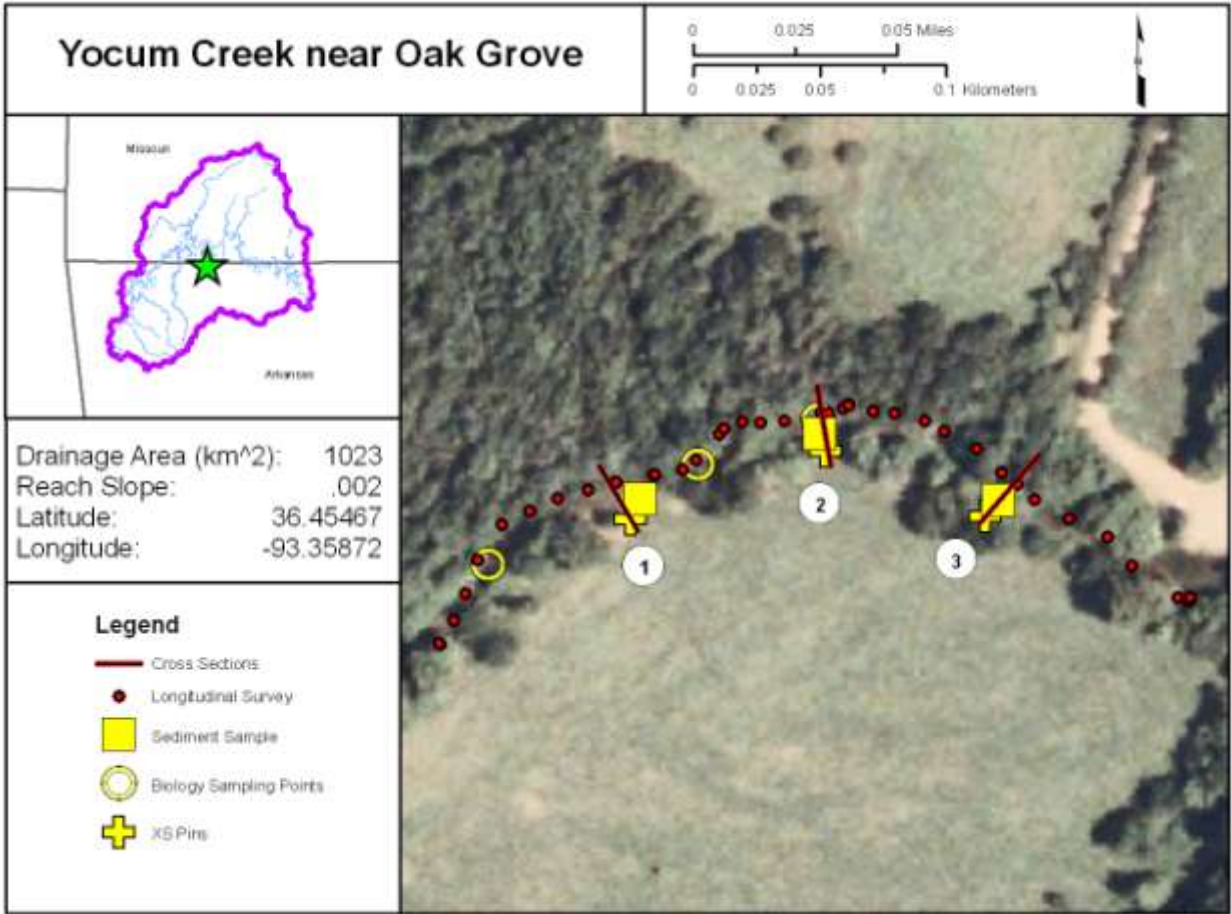 Yocum Creek near Oak Grove
0 0.025 0.05 Miles
0 0.025 0.05 0.1 Kilometers
N
Missouri
Arkansas
Drainage Area (km^2): 1023
Reach Slope: .002
Latitude: 36.45467
Longitude: -93.35872
Legend
Cross Sections
Longitudinal Survey
Sediment Sample
Biology Sampling Points
XS Pins
1
2
3